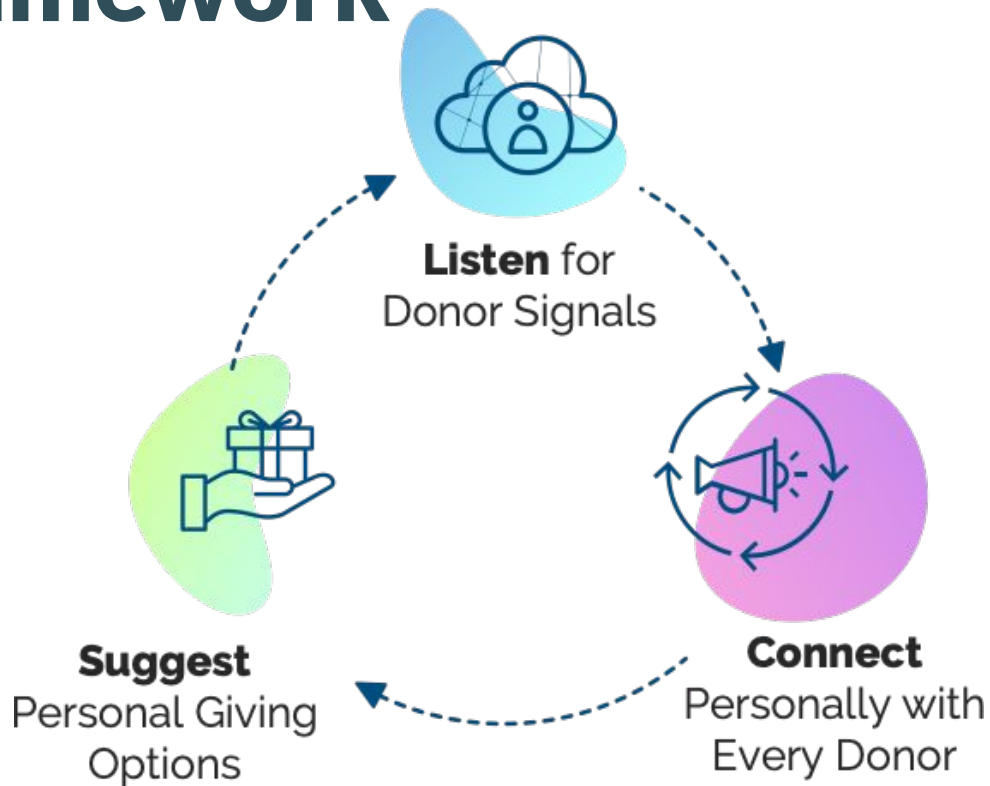 Listen for
Donor Signals
Connect
Personally with
Every Donor
Suggest
Personal Giving
Options